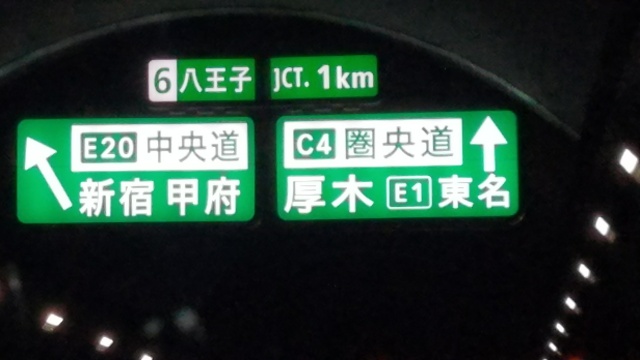 6 八王子 JCT. 1km
E20 中央道
新宿 甲府
C4 圏央道
厚木 E1 東名